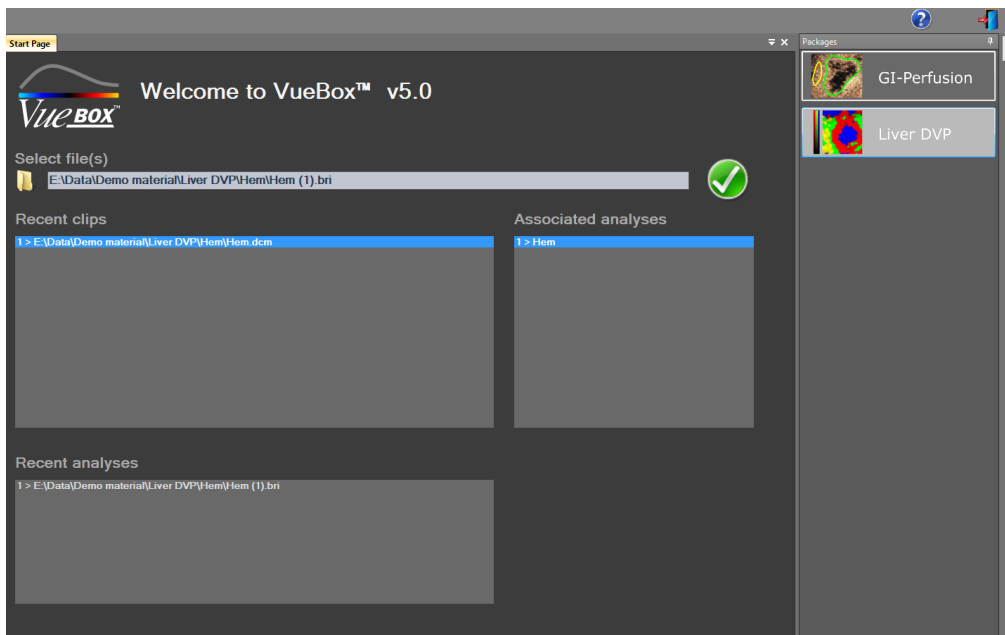 Start Page
Packages
VueBOX™
Welcome to VueBox™ v5.0
GI-Perfusion
Liver DVP
Select file(s)
E:\Data\Demo material\Liver DVP\Hem\Hem (1).bri
Recent clips
Associated analyses
1 > E:\Data\Demo material\Liver DVP\Hem\Hem.dcm
1 > Hem
Recent analyses
1 > E:\Data\Demo material\Liver DVP\Hem\Hem (1).bri